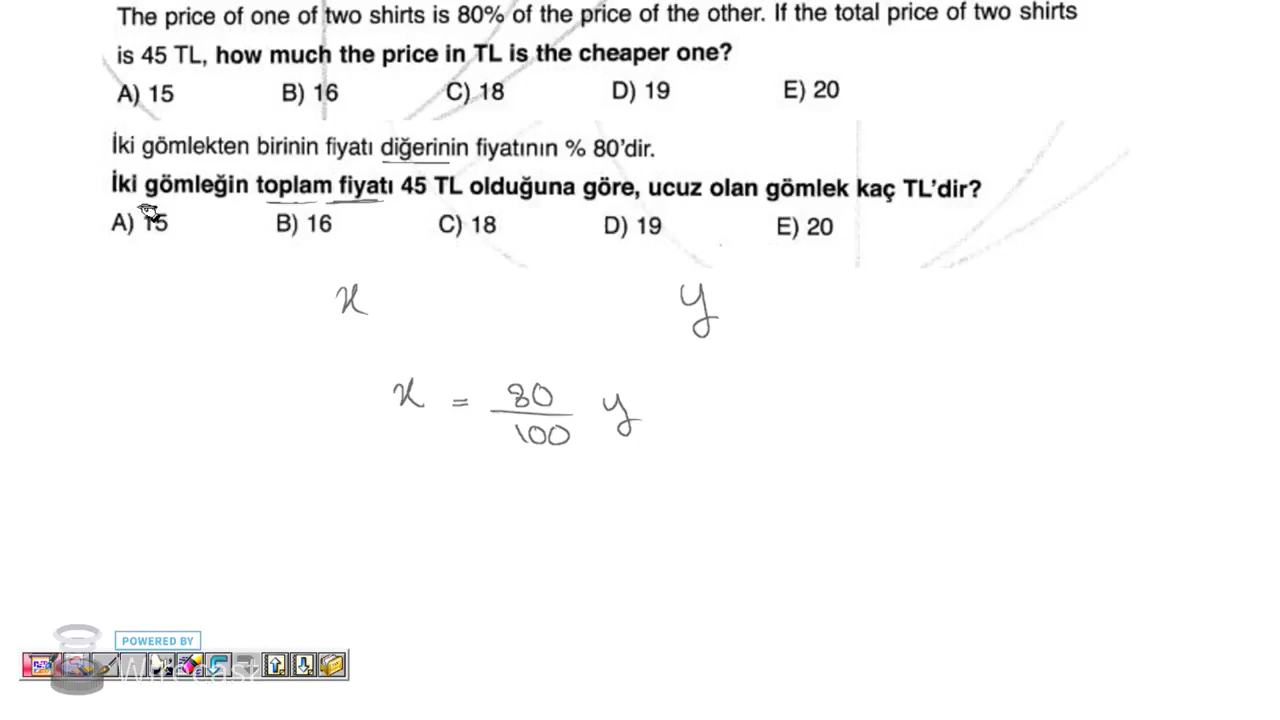 The price of one of two shirts is 80% of the price of the other. If the total price of two shirts
is 45 TL, how much the price in TL is the cheaper one?
A) 15 B) 16 C) 18 D) 19 E) 20
İki gömlekten birinin fiyatı diğerinin fiyatının % 80’dir.
İki gömleğin toplam fiyatı 45 TL olduğuna göre, ucuz olan gömlek kaç TL’dir?
A) 15 B) 16 C) 18 D) 19 E) 20
x y
x = 80/100 y
POWERED BY
Wirecast